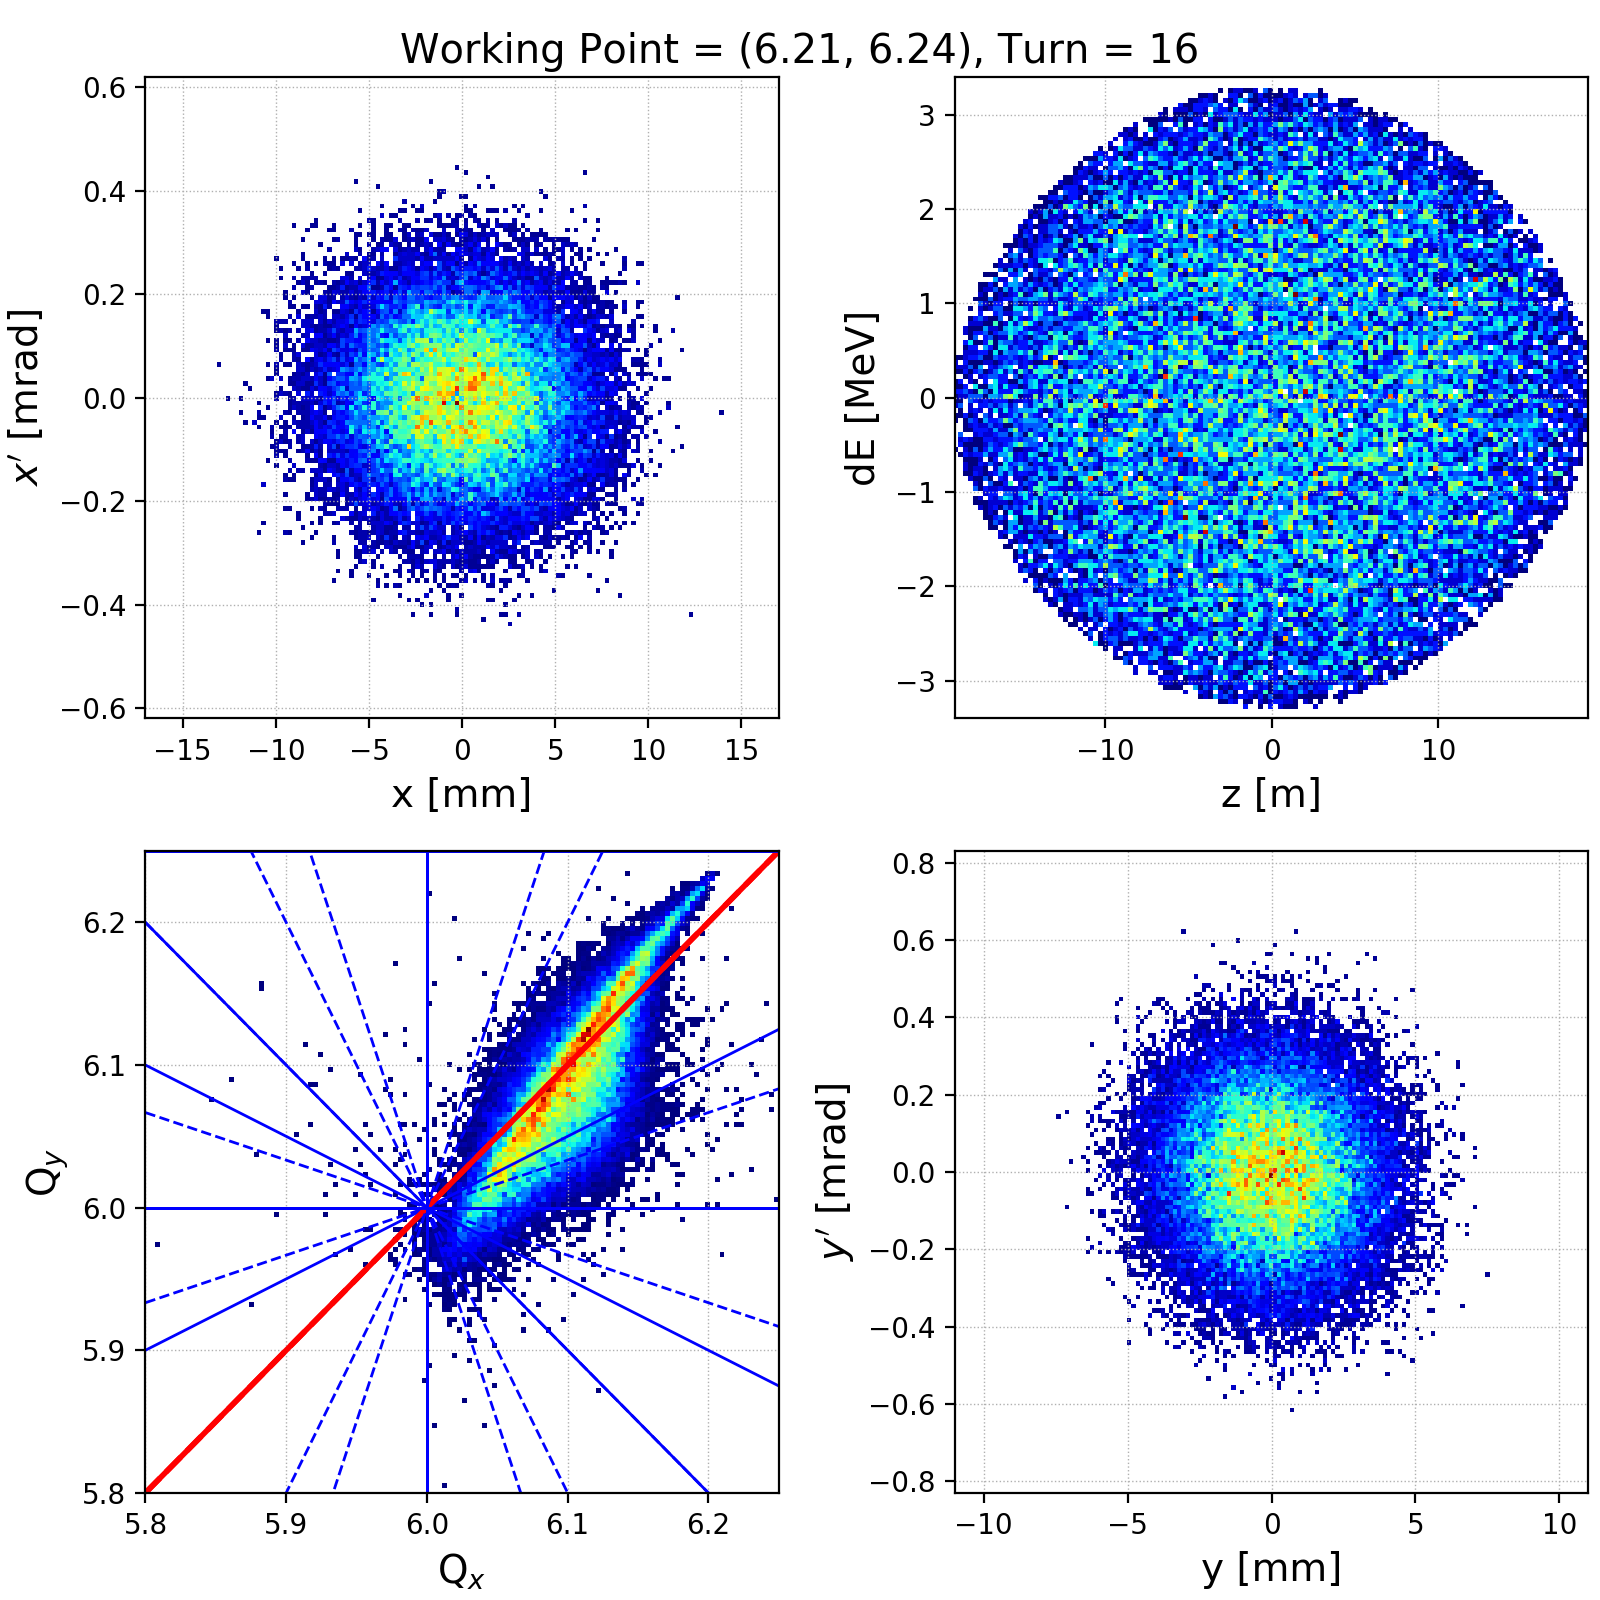 Working Point = (6.21, 6.24), Turn = 16
0.6
0.4
0.2
0.0
−0.2
−0.4
−0.6
x′ [mrad]
−15 −10 −5 0 5 10 15
x [mm]
3
2
1
0
−1
−2
−3
dE [MeV]
−10 0 10
z [m]
6.2
6.1
6.0
5.9
5.8
Qy
5.8 5.9 6.0 6.1 6.2
Qx
0.8
0.6
0.4
0.2
0.0
−0.2
−0.4
−0.6
−0.8
y′ [mrad]
−10 −5 0 5 10
y [mm]